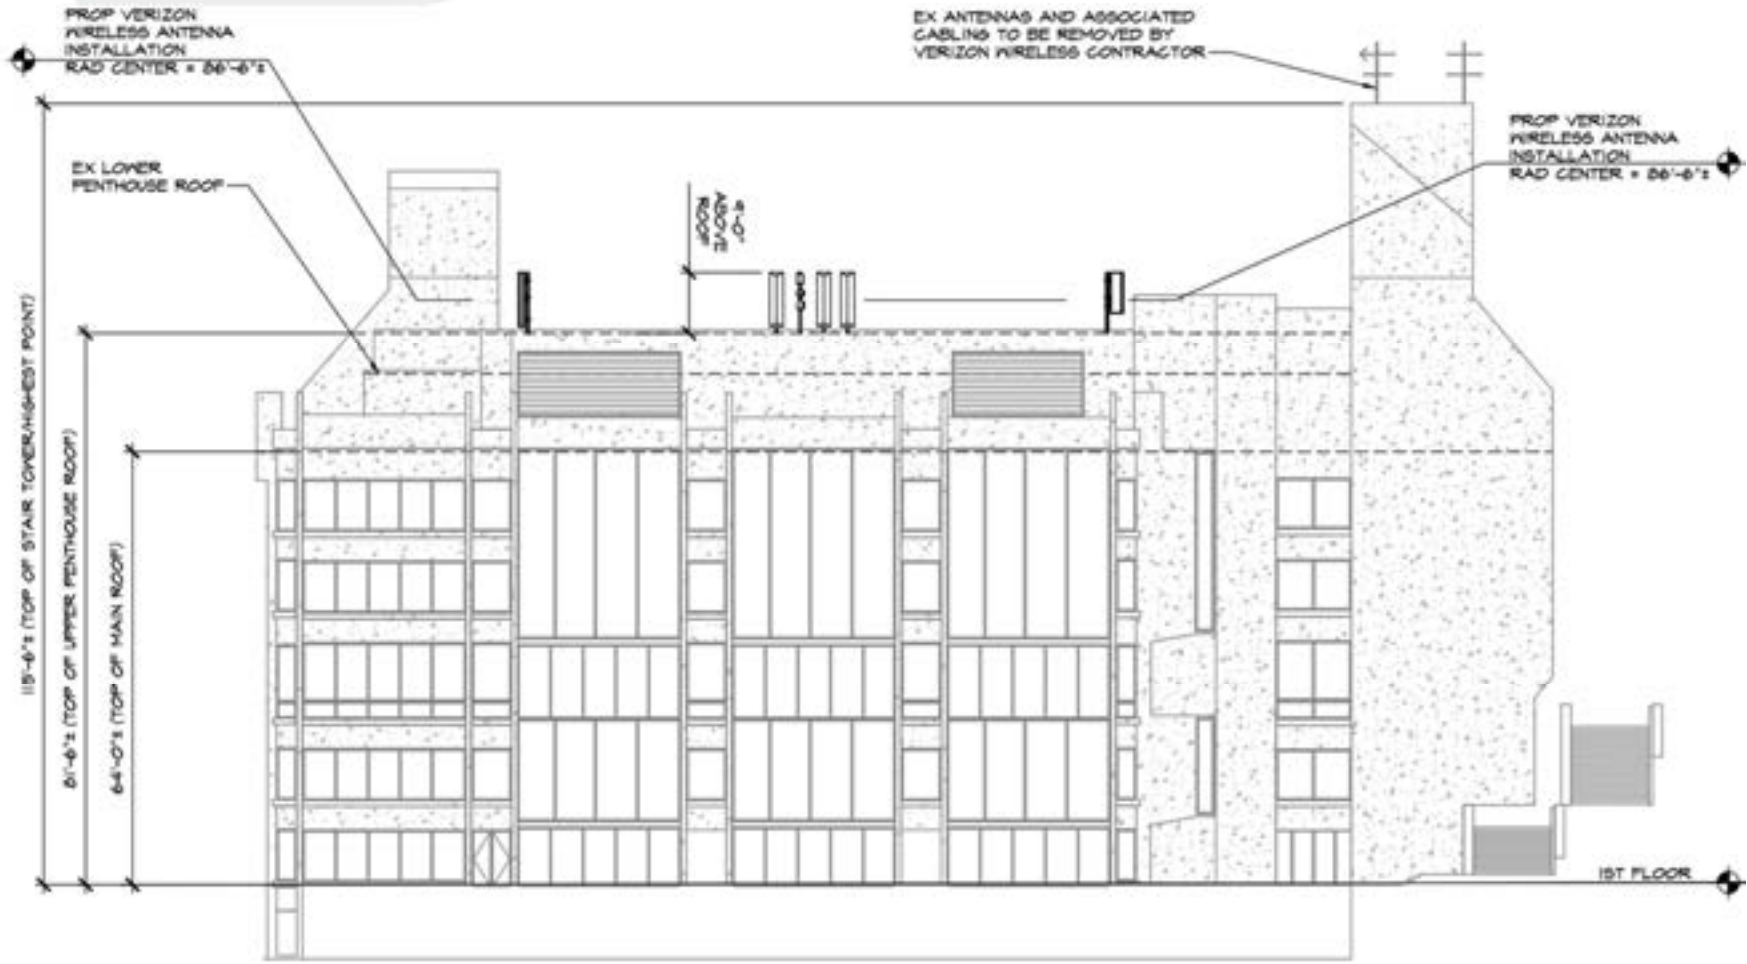 PROP VERIZON
WIRELESS ANTENNA
INSTALLATION
RAD CENTER = 86'-6"±
EX ANTENNAS AND ASSOCIATED
CABLING TO BE REMOVED BY
VERIZON WIRELESS CONTRACTOR
PROP VERIZON
WIRELESS ANTENNA
INSTALLATION
RAD CENTER = 86'-6"±
EX LOWER
PENTHOUSE ROOF
ABOVE
ROOF
115'-6"± (TOP OF STAIR TOWER/HIGHEST POINT)
81'-6"± (TOP OF UPPER PENTHOUSE ROOF)
64'-0"± (TOP OF MAIN ROOF)
1ST FLOOR